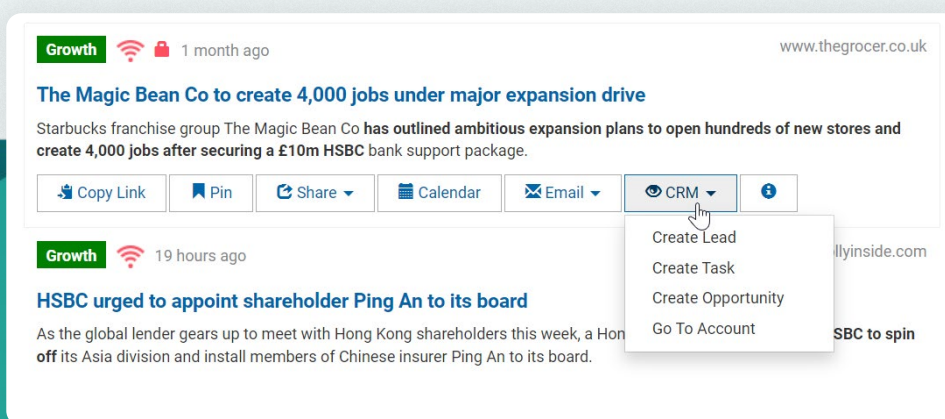 Growth 1 month ago www.thegrocer.co.uk
The Magic Bean Co to create 4,000 jobs under major expansion drive
Starbucks franchise group The Magic Bean Co has outlined ambitious expansion plans to open hundreds of new stores and
create 4,000 jobs after securing a £10m HSBC bank support package.
Copy Link Pin Share Calendar Email CRM
Create Lead
Create Task
Create Opportunity
Go To Account
Growth 19 hours ago llyinside.com
HSBC urged to appoint shareholder Ping An to its board
As the global lender gears up to meet with Hong Kong shareholders this week, a Hon SBC to spin
off its Asia division and install members of Chinese insurer Ping An to its board.